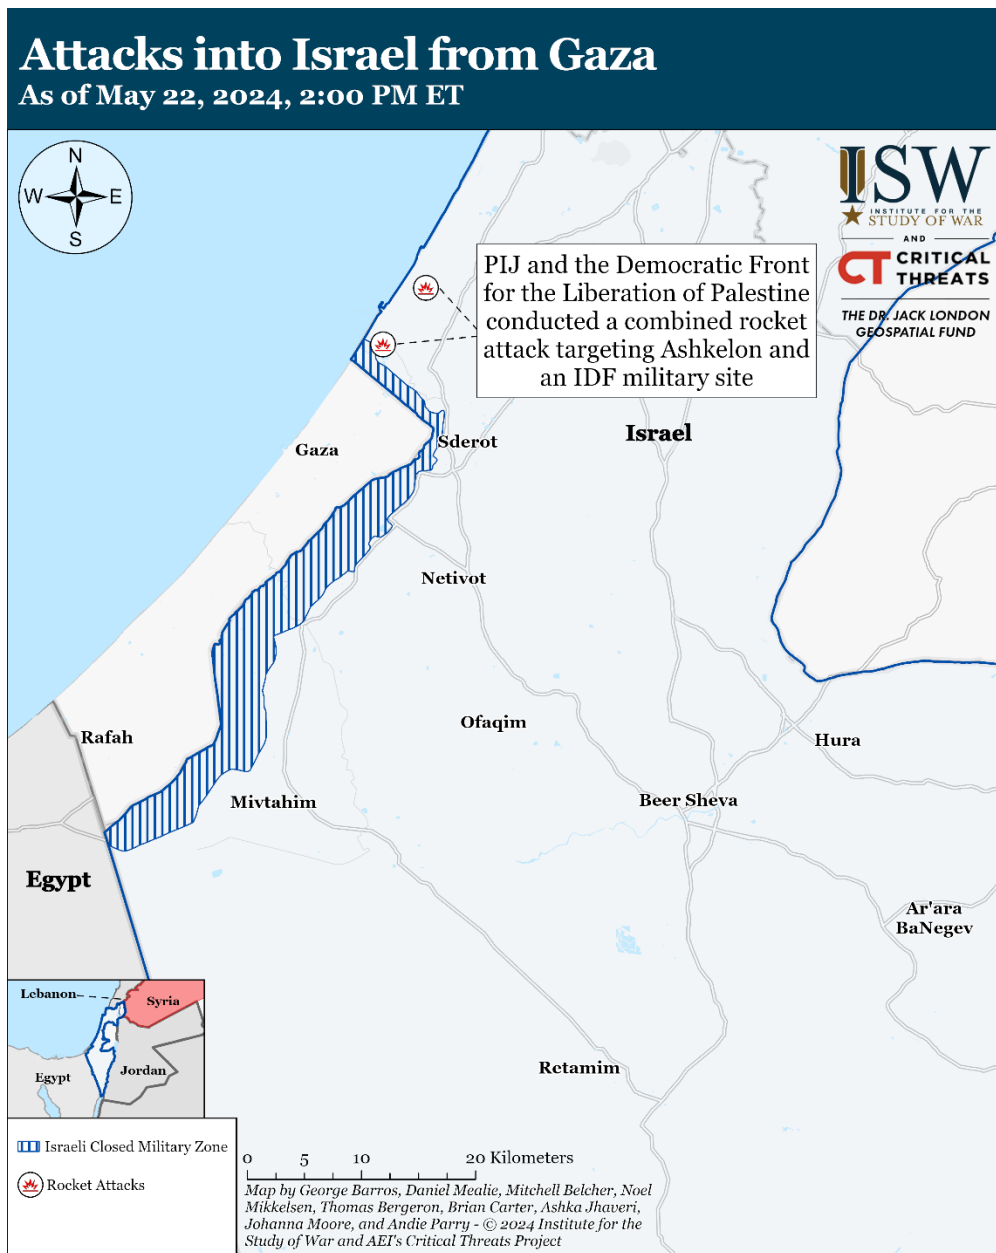 Attacks into Israel from Gaza
As of May 22, 2024, 2:00 PM ET
N
W
E
S
ISW
INSTITUTE FOR THE
STUDY OF WAR
AND
CT CRITICAL
THREATS
THE DR. JACK LONDON
GEOSPATIAL FUND
PIJ and the Democratic Front
for the Liberation of Palestine
conducted a combined rocket
attack targeting Ashkelon and
an IDF military site
Israel
Sderot
Gaza
Netivot
Ofaqim
Rafah
Hura
Mivtahim
Beer Sheva
Egypt
Ar'ara
BaNegev
Retamim
Lebanon
Syria
Egypt
Jordan
Israeli Closed Military Zone
Rocket Attacks
0 5 10 20 Kilometers
Map by George Barros, Daniel Mealie, Mitchell Belcher, Noel
Mikkelsen, Thomas Bergeron, Brian Carter, Ashka Jhaveri,
Johanna Moore, and Andie Parry - © 2024 Institute for the
Study of War and AEI's Critical Threats Project